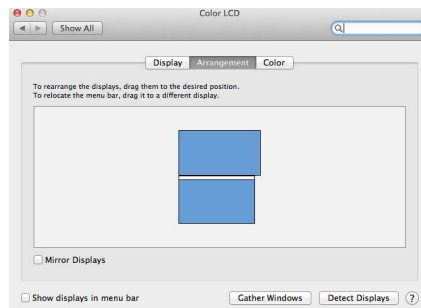 Color LCD
Show All
Display Arrangement Color
To rearrange the displays, drag them to the desired position.
To relocate the menu bar, drag it to a different display.
Mirror Displays
Show displays in menu bar
Gather Windows
Detect Displays
?